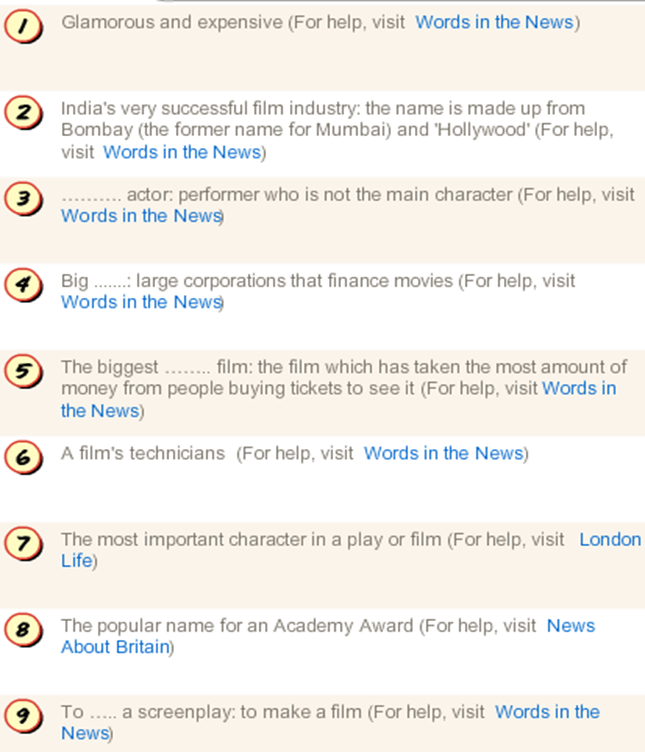 1 Glamorous and expensive (For help, visit Words in the News)
2 India's very successful film industry: the name is made up from
Bombay (the former name for Mumbai) and 'Hollywood' (For help,
visit Words in the News)
3 .......... actor: performer who is not the main character (For help, visit
Words in the News)
4 Big .......: large corporations that finance movies (For help, visit
Words in the News)
5 The biggest ........ film: the film which has taken the most amount of
money from people buying tickets to see it (For help, visit Words in
the News)
6 A film's technicians (For help, visit Words in the News)
7 The most important character in a play or film (For help, visit London
Life)
8 The popular name for an Academy Award (For help, visit News
About Britain)
9 To ..... a screenplay: to make a film (For help, visit Words in the
News)